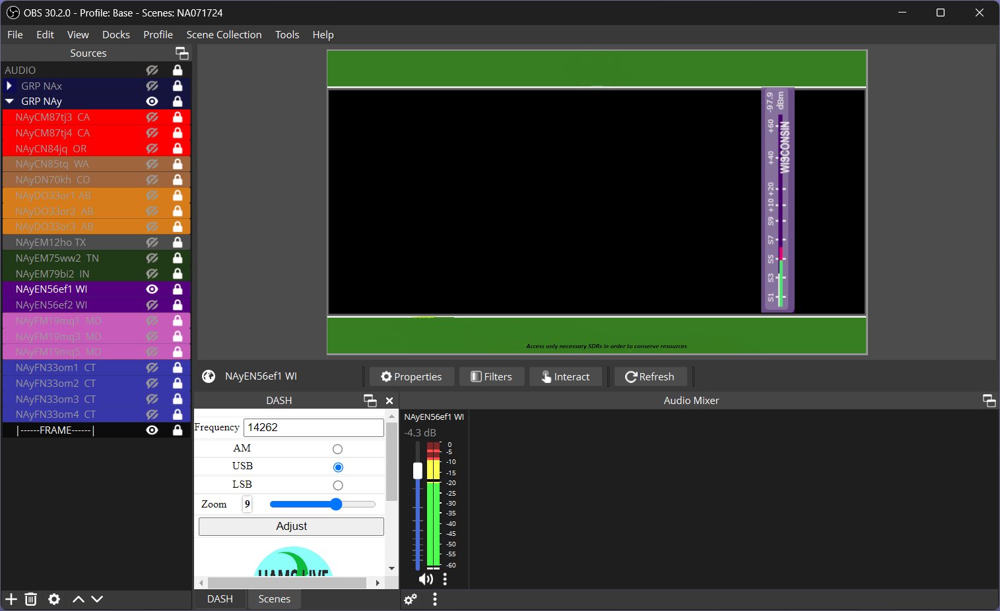 OBS 30.2.0 - Profile: Base - Scenes: NA071724
File Edit View Docks Profile Scene Collection Tools Help
Sources
AUDIO
GRP NAx
GRP NAy
NAyCM87tj3 CA
NAyCM87tj4 CA
NAyCN84jq OR
NAyCN85tq WA
NAyDN70kh CO
NAyDO33or1 AB
NAyDO33or2 AB
NAyDO33or3 AB
NAyEM12ho TX
NAyEM75ww2 TN
NAyEM79bi2 IN
NAyEN56ef1 WI
NAyEN56ef2 WI
NAyFM19mq1 MD
NAyFM19mq3 MD
NAyFM19mq5 MD
NAyFN33om1 CT
NAyFN33om2 CT
NAyFN33om3 CT
NAyFN33om4 CT
|------FRAME------|
-97.9 dBm
WISCONSIN
S1 S3 S5 S7 S9 +10 +20 +40 +60
Access only necessary SDRs in order to conserve resources
NAyEN56ef1 WI
Properties Filters Interact Refresh
DASH
Frequency 14262
AM
USB
LSB
Zoom 9
Adjust
HAMS LIVE
DASH Scenes
Audio Mixer
NAyEN56ef1 WI
-4.3 dB
0
-5
-10
-15
-20
-25
-30
-35
-40
-45
-50
-55
-60